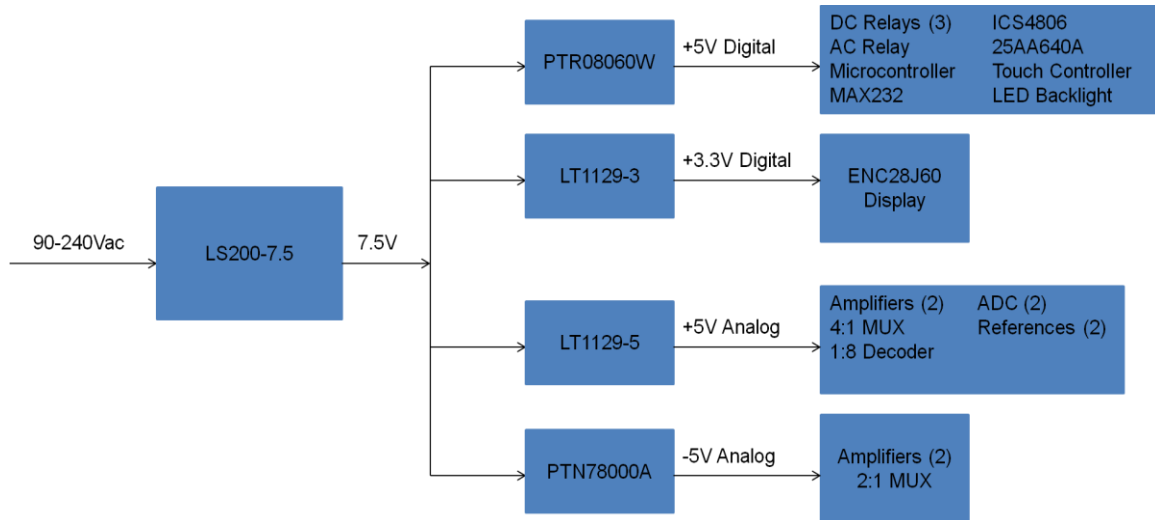 90-240Vac
LS200-7.5
7.5V
PTR08060W
+5V Digital
DC Relays (3) ICS4806
AC Relay 25AA640A
Microcontroller Touch Controller
MAX232 LED Backlight
LT1129-3
+3.3V Digital
ENC28J60
Display
LT1129-5
+5V Analog
Amplifiers (2) ADC (2)
4:1 MUX References (2)
1:8 Decoder
PTN78000A
-5V Analog
Amplifiers (2)
2:1 MUX